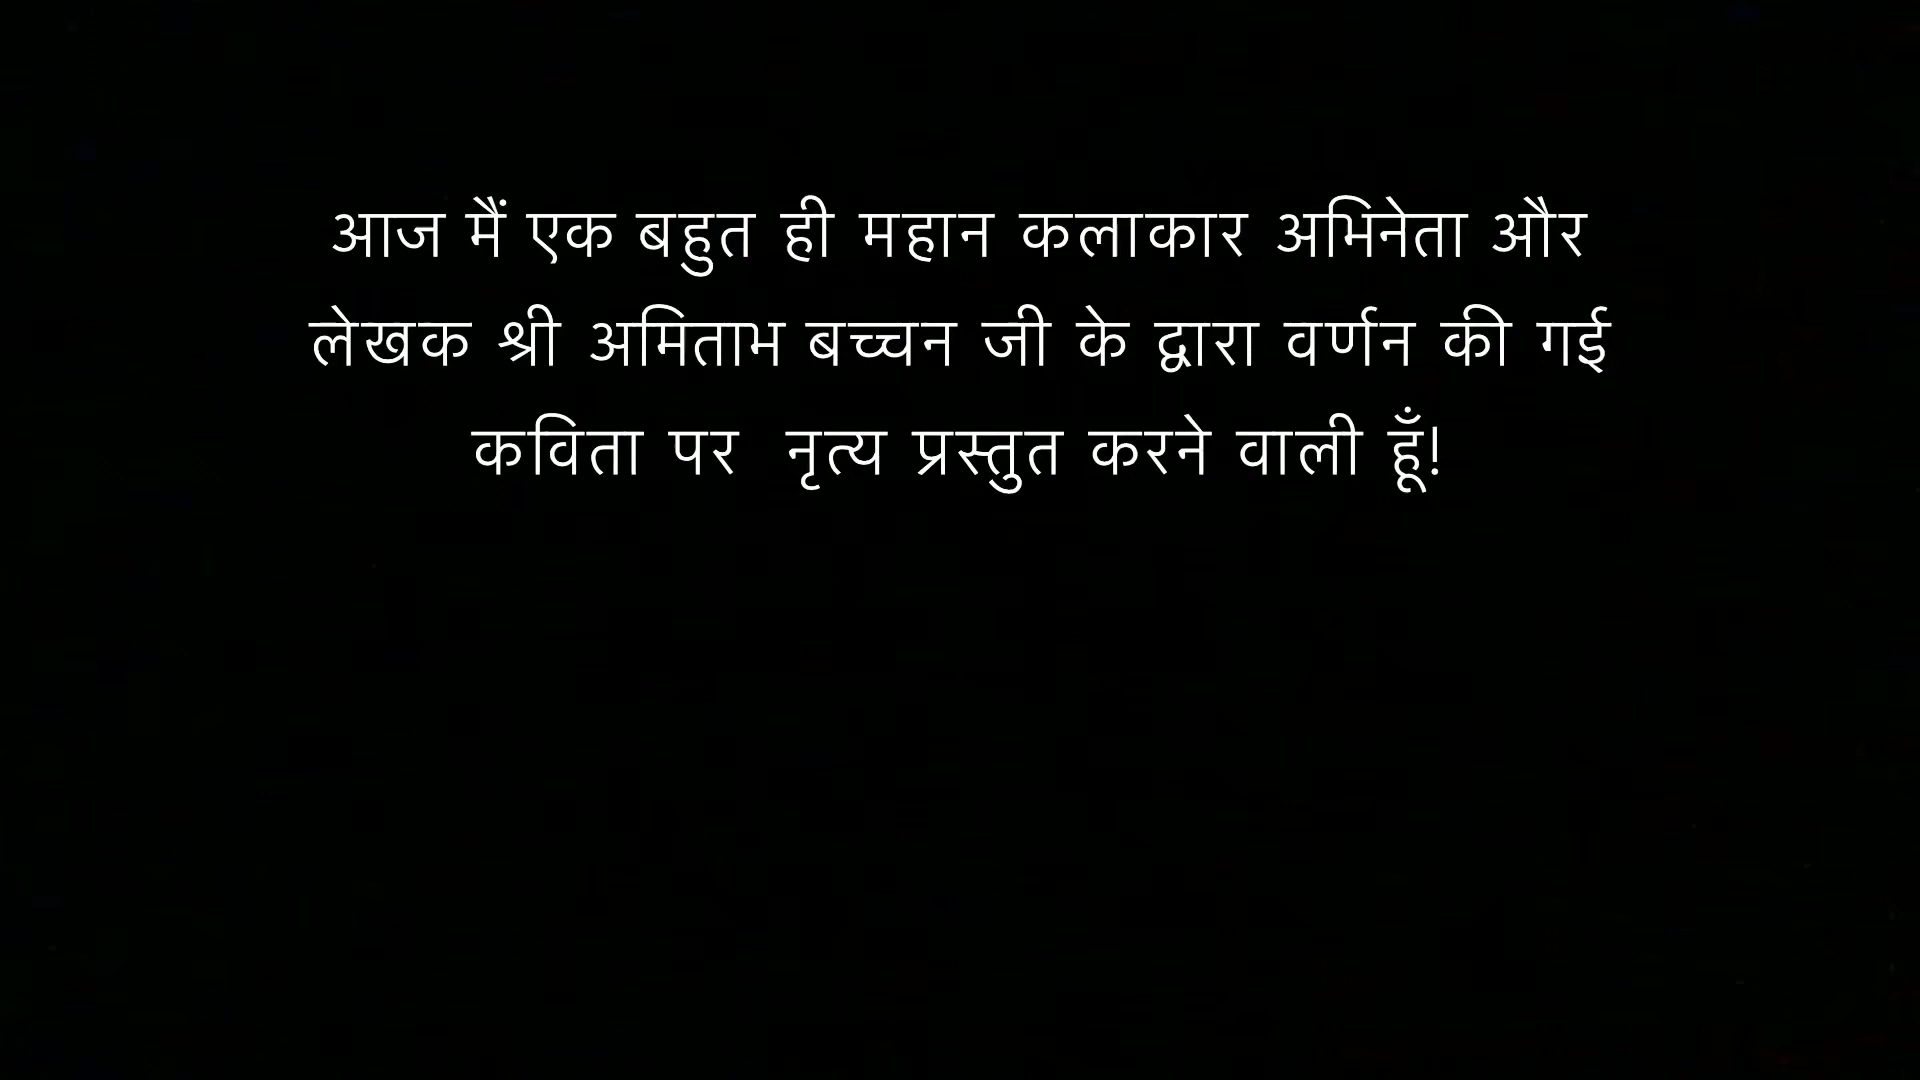 आज मैं एक बहुत ही महान कलाकार अभिनेता और
लेखक श्री अमिताभ बच्चन जी के द्वारा वर्णन की गई
कविता पर  नृत्य प्रस्तुत करने वाली हूँ!